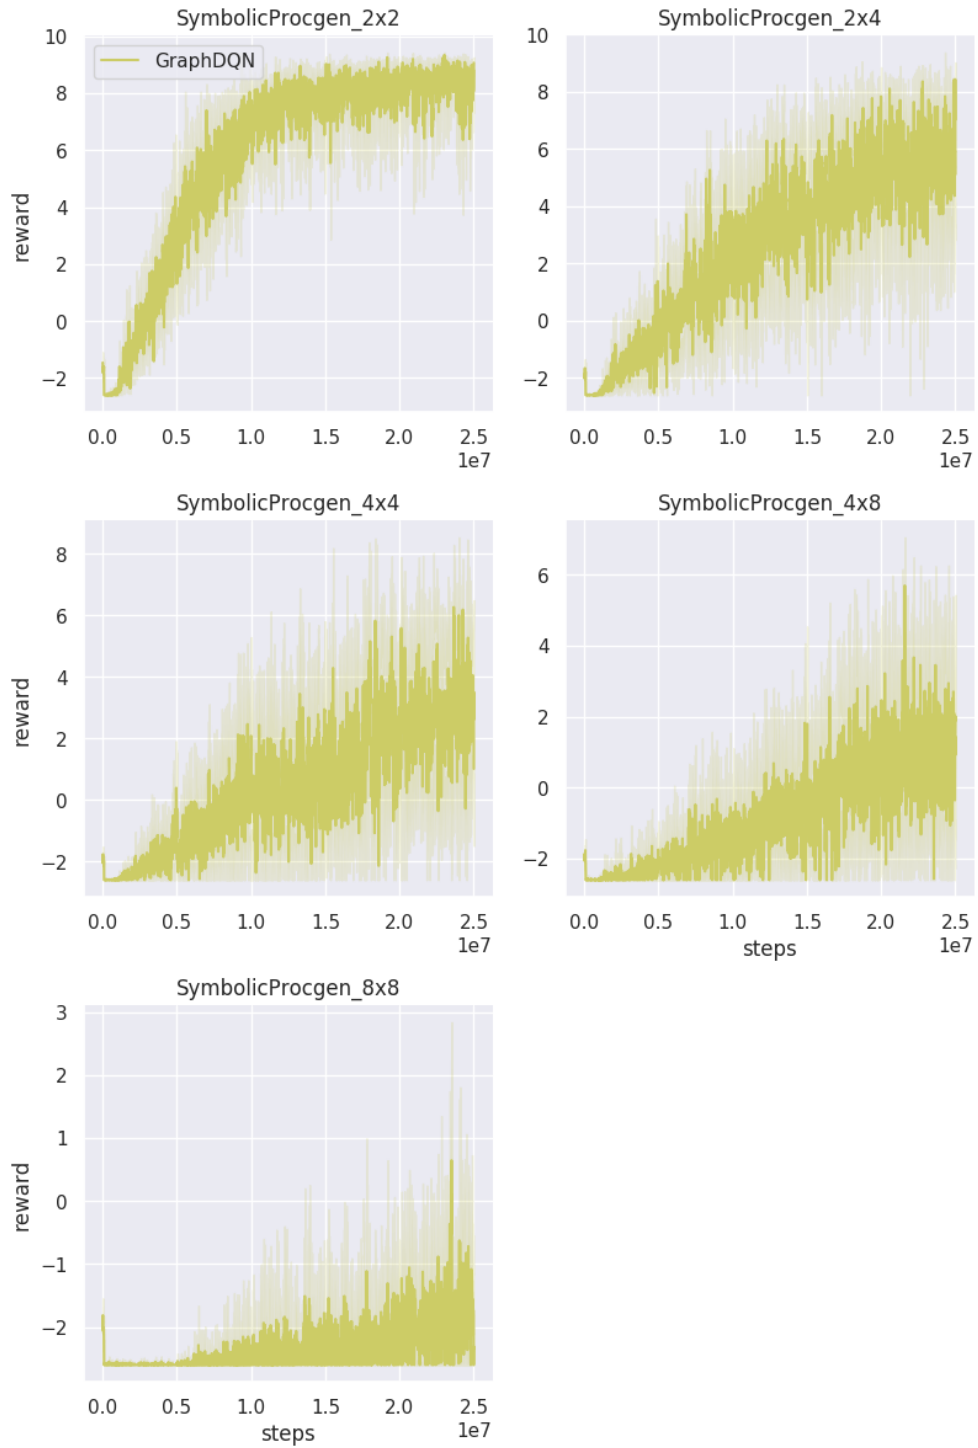 SymbolicProcgen_2x2
GraphDQN
reward
10
8
6
4
2
0
−2
0.0 0.5 1.0 1.5 2.0 2.5
1e7
SymbolicProcgen_2x4
10
8
6
4
2
0
−2
0.0 0.5 1.0 1.5 2.0 2.5
1e7
SymbolicProcgen_4x4
reward
8
6
4
2
0
−2
0.0 0.5 1.0 1.5 2.0 2.5
1e7
SymbolicProcgen_4x8
6
4
2
0
−2
0.0 0.5 1.0 1.5 2.0 2.5
steps 1e7
SymbolicProcgen_8x8
reward
3
2
1
0
−1
−2
0.0 0.5 1.0 1.5 2.0 2.5
steps 1e7